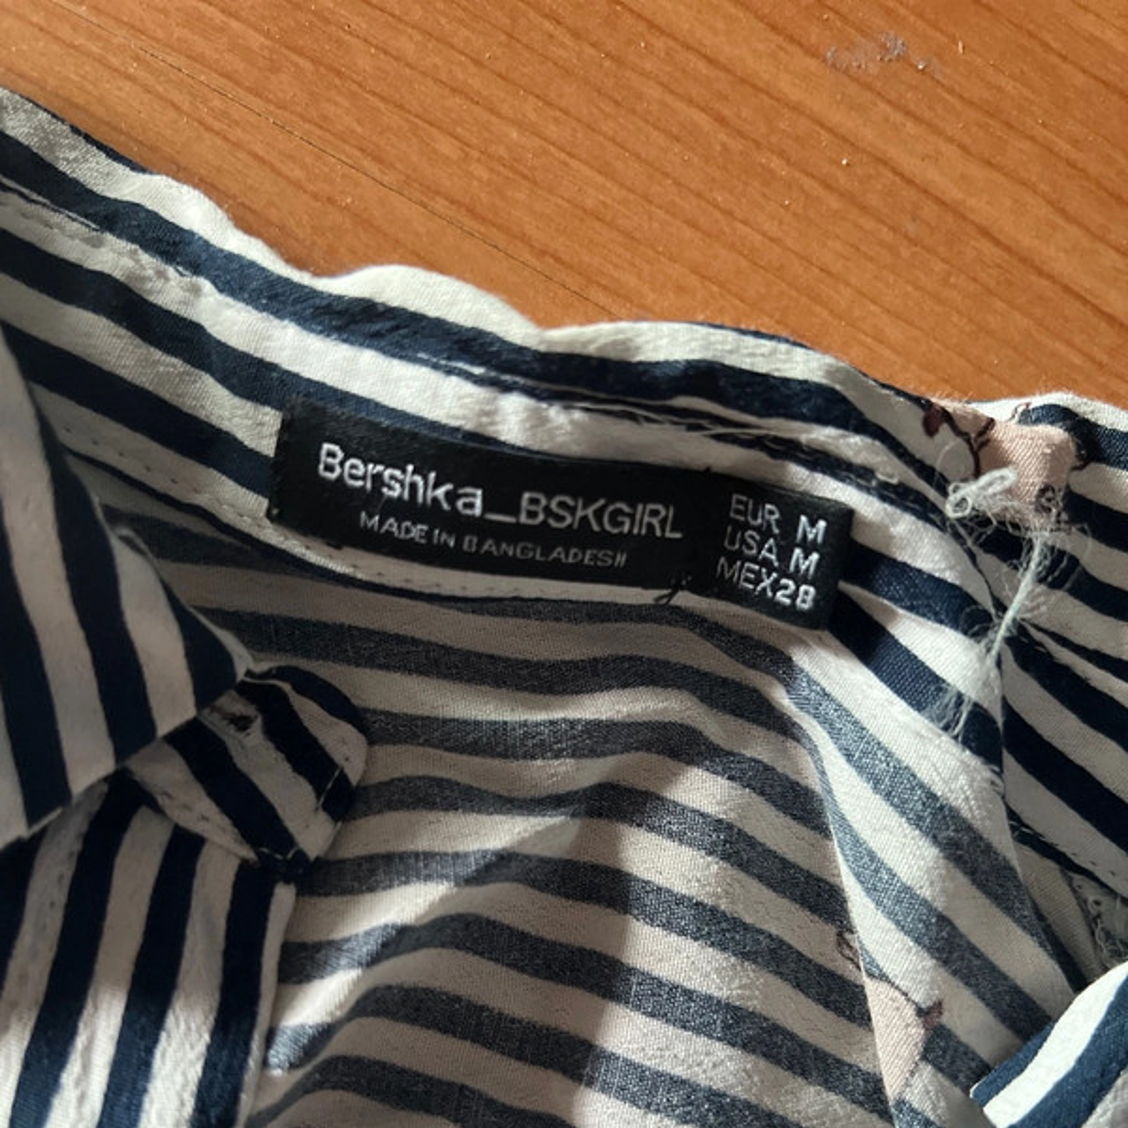 Bershka_BSKGIRL
MADE IN BANGLADESH
EUR M
USA M
MEX28